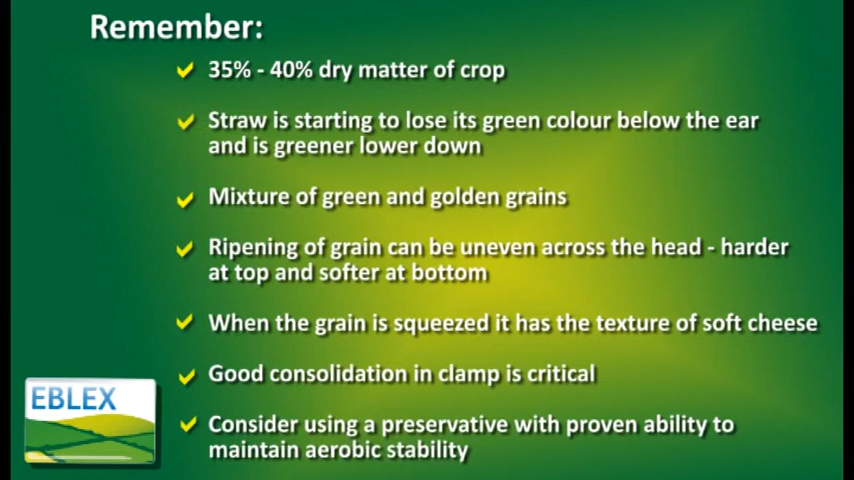 Remember:
35% - 40% dry matter of crop
Straw is starting to lose its green colour below the ear
and is greener lower down
Mixture of green and golden grains
Ripening of grain can be uneven across the head - harder
at top and softer at bottom
When the grain is squeezed it has the texture of soft cheese
Good consolidation in clamp is critical
EBLEX
Consider using a preservative with proven ability to
maintain aerobic stability